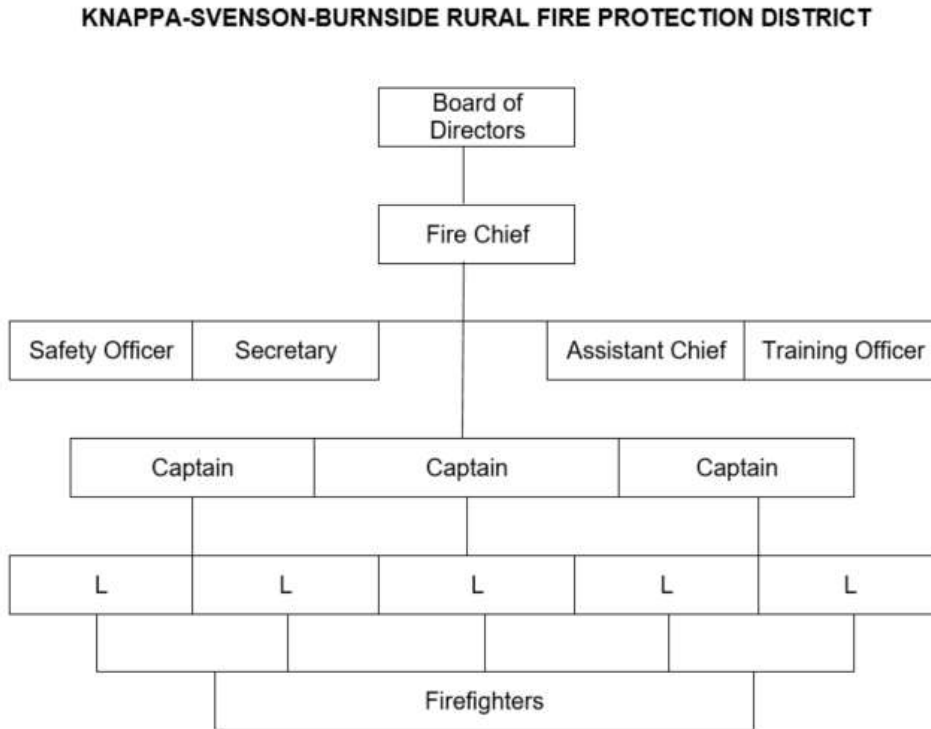 KNAPPA-SVENSON-BURNSIDE RURAL FIRE PROTECTION DISTRICT
Board of
Directors
Fire Chief
Safety Officer
Secretary
Assistant Chief
Training Officer
Captain
Captain
Captain
L
L
L
L
L
Firefighters